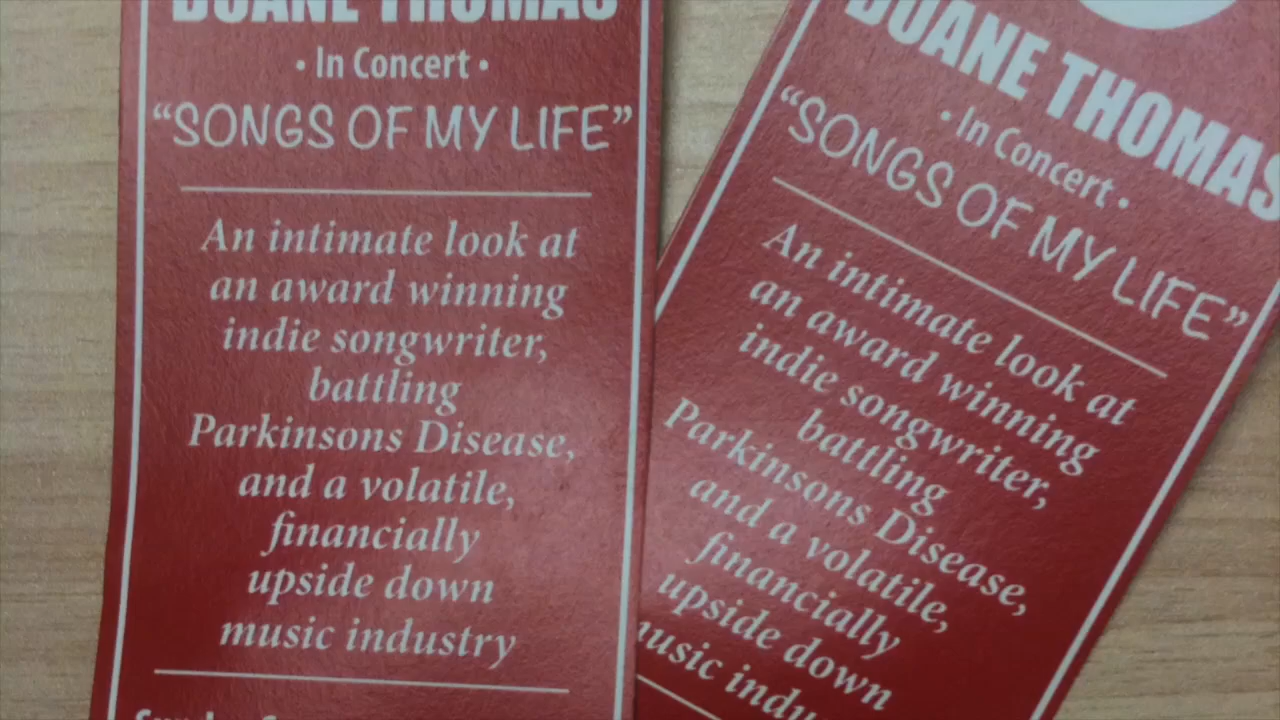 DUANE THOMAS
• In Concert •
“SONGS OF MY LIFE”
An intimate look at
an award winning
indie songwriter,
battling
Parkinsons Disease,
and a volatile,
financially
upside down
music industry
DUANE THOMAS
• In Concert •
“SONGS OF MY LIFE”
An intimate look at
an award winning
indie songwriter,
battling
Parkinsons Disease,
and a volatile,
financially
upside down
music indu